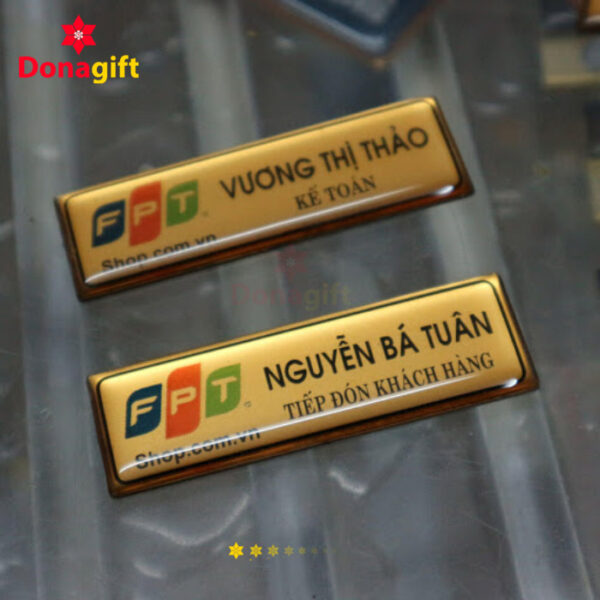 Donagift
VƯƠNG THỊ THẢO
KẾ TOÁN
FPT
Shop.com.vn
Donagift
NGUYỄN BÁ TUÂN
TIẾP ĐÓN KHÁCH HÀNG
FPT
Shop.com.vn